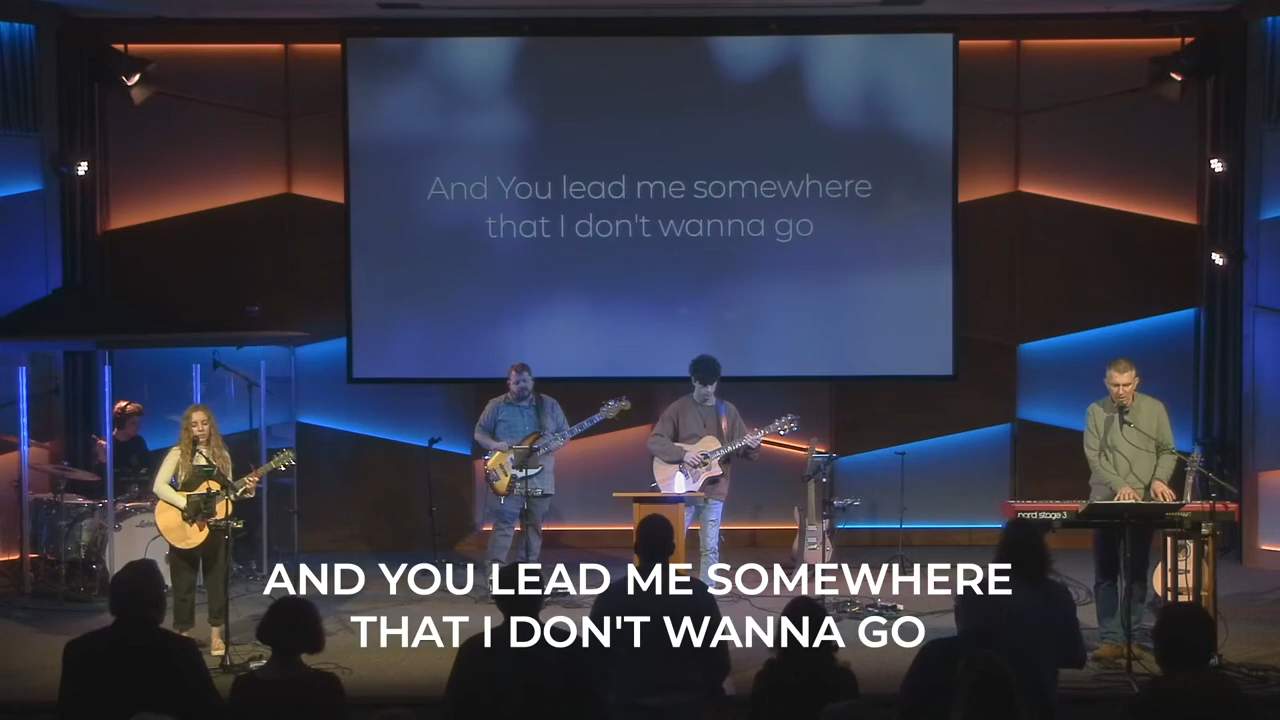 And You lead me somewhere
that I don't wanna go
nord stage 3
AND YOU LEAD ME SOMEWHERE
THAT I DON'T WANNA GO